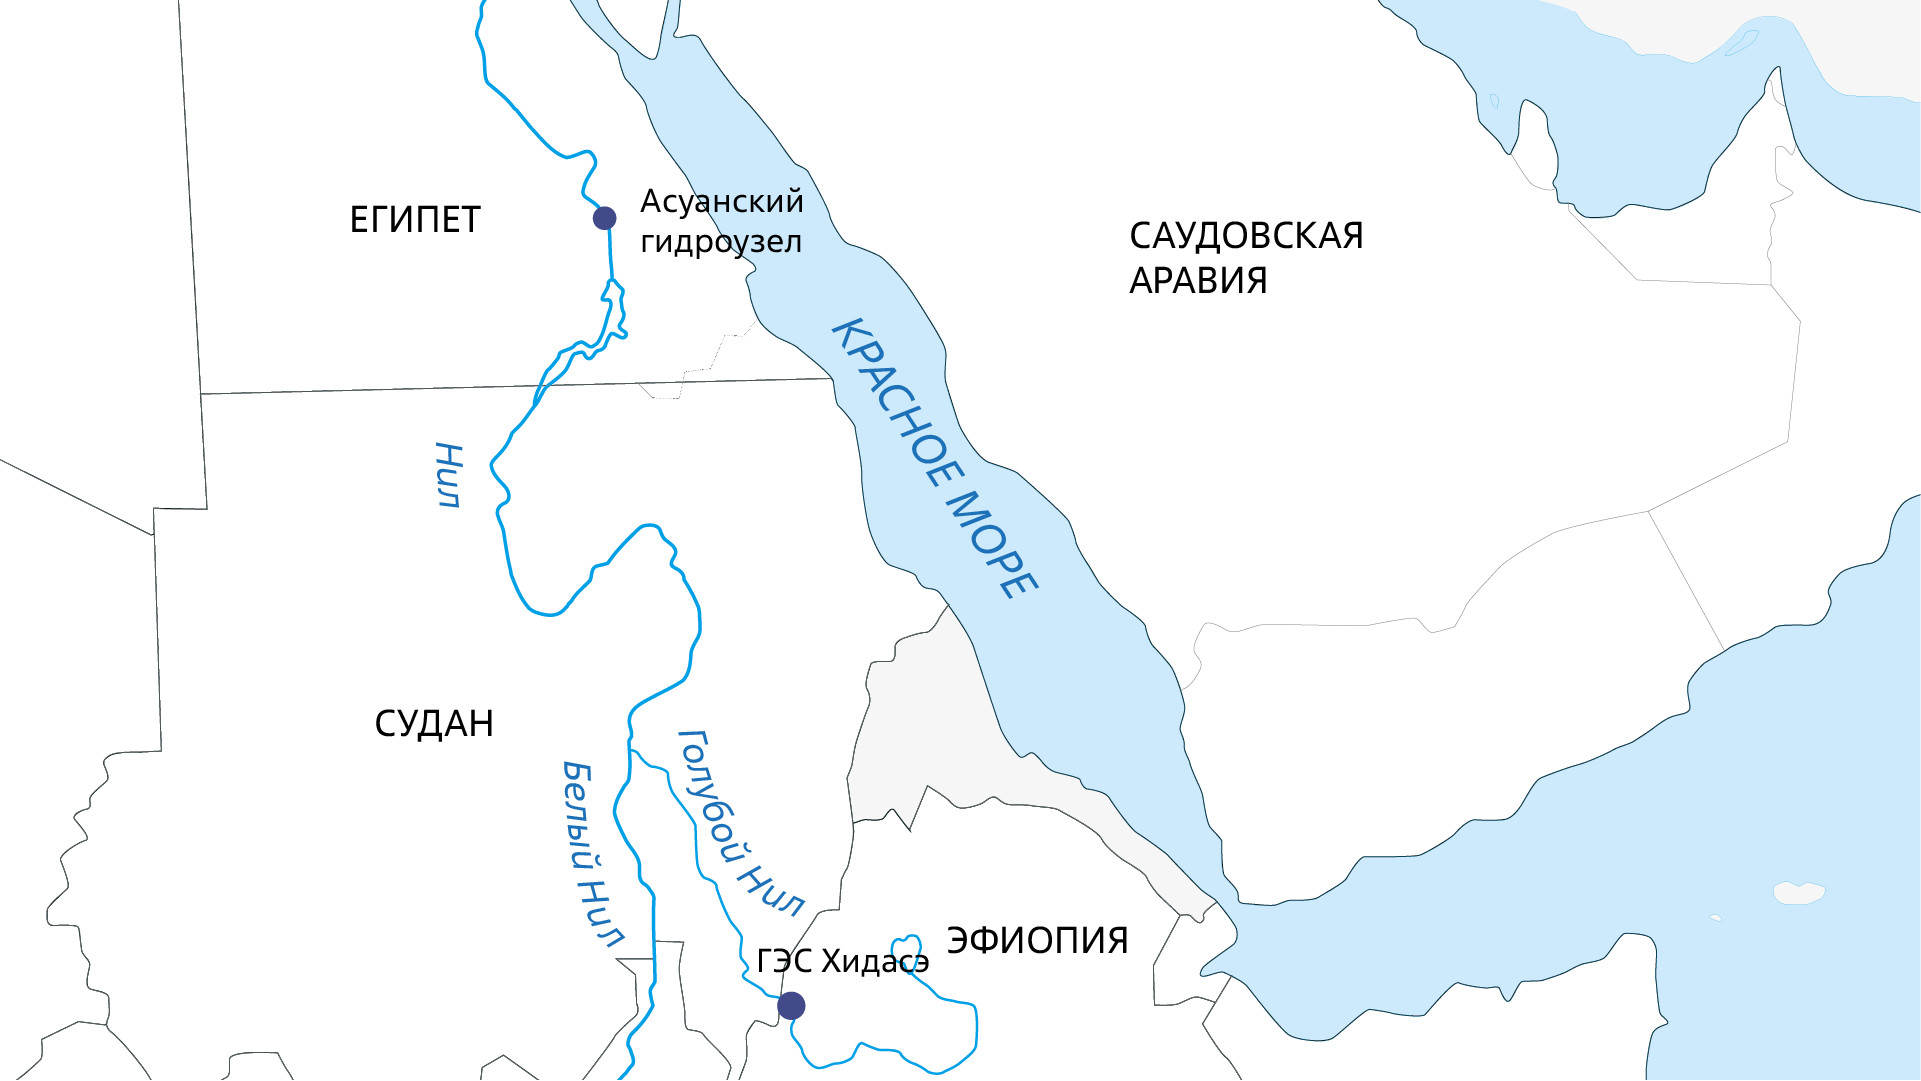 Асуанский
гидроузел
ЕГИПЕТ
САУДОВСКАЯ
АРАВИЯ
КРАСНОЕ МОРЕ
Нил
СУДАН
Голубой Нил
Белый Нил
ЭФИОПИЯ
ГЭС Хидасэ